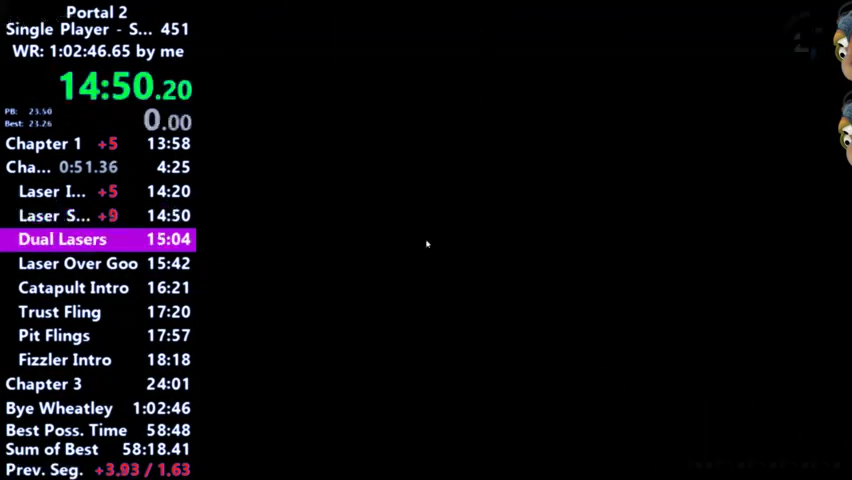 Portal 2
Single Player - S... 451
WR: 1:02:46.65 by me
14:50.20
PB: 23.50
Best: 23.26
0.00
Chapter 1 +5 13:58
Cha... 0:51.36 4:25
Laser I... +5 14:20
Laser S... +9 14:50
Dual Lasers 15:04
Laser Over Goo 15:42
Catapult Intro 16:21
Trust Fling 17:20
Pit Flings 17:57
Fizzler Intro 18:18
Chapter 3 24:01
Bye Wheatley 1:02:46
Best Poss. Time 58:48
Sum of Best 58:18.41
Prev. Seg. +3.93 / 1.63